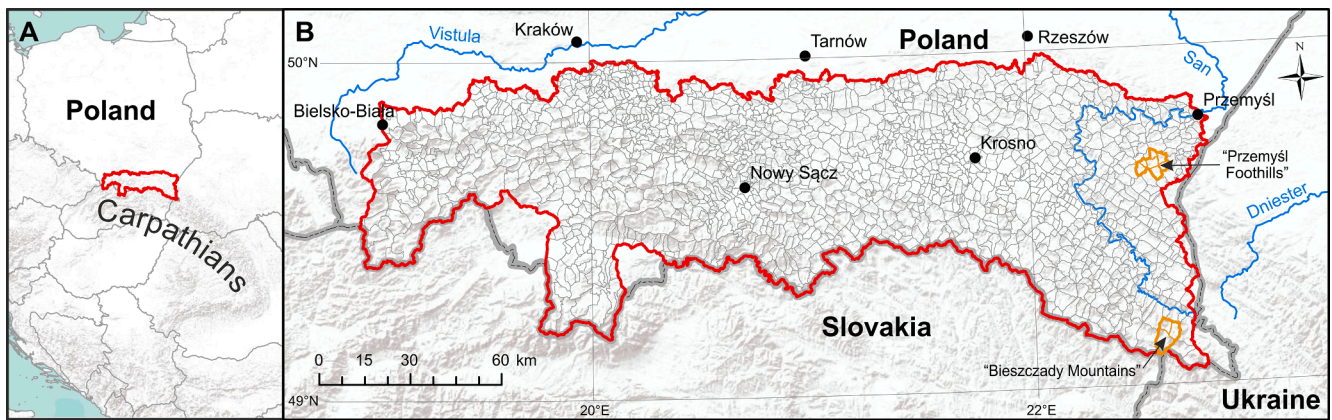 A
Poland
Carpathians
B
Vistula
Kraków
Tarnów
Poland
Rzeszów
N
50°N
San
Bielsko-Biała
Przemyśl
Krosno
"Przemyśl
Foothills"
Nowy Sącz
Dniester
Slovakia
0 15 30 60 km
"Bieszczady Mountains"
Ukraine
49°N
20°E
22°E